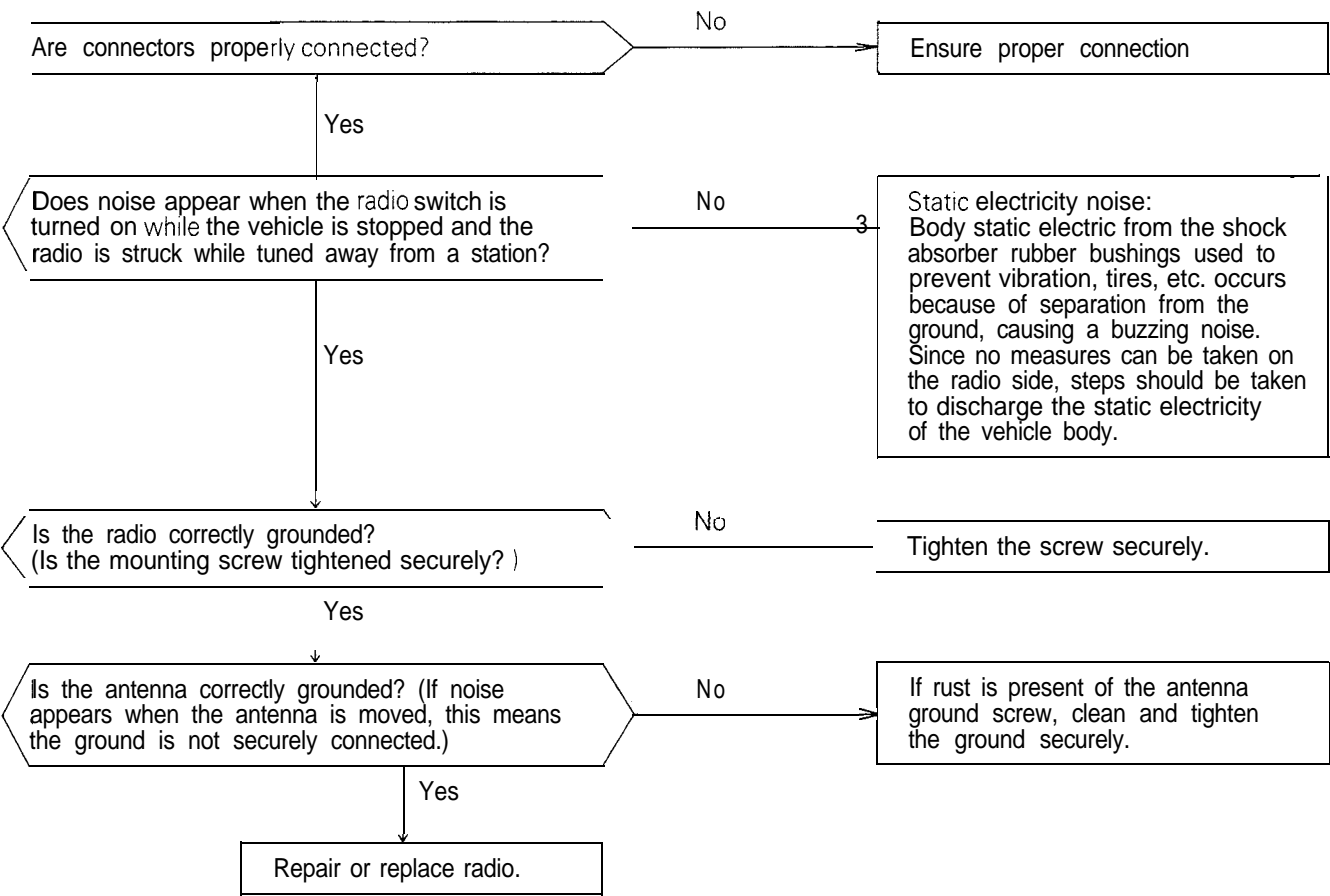 Are connectors properly connected?
No
Ensure proper connection
Yes
Does noise appear when the radio switch is
turned on while the vehicle is stopped and the
radio is struck while tuned away from a station?
No
3
Static electricity noise:
Body static electric from the shock
absorber rubber bushings used to
prevent vibration, tires, etc. occurs
because of separation from the
ground, causing a buzzing noise.
Since no measures can be taken on
the radio side, steps should be taken
to discharge the static electricity
of the vehicle body.
Yes
Is the radio correctly grounded?
(Is the mounting screw tightened securely? )
No
Tighten the screw securely.
Yes
Is the antenna correctly grounded? (If noise
appears when the antenna is moved, this means
the ground is not securely connected.)
No
If rust is present of the antenna
ground screw, clean and tighten
the ground securely.
Yes
Repair or replace radio.